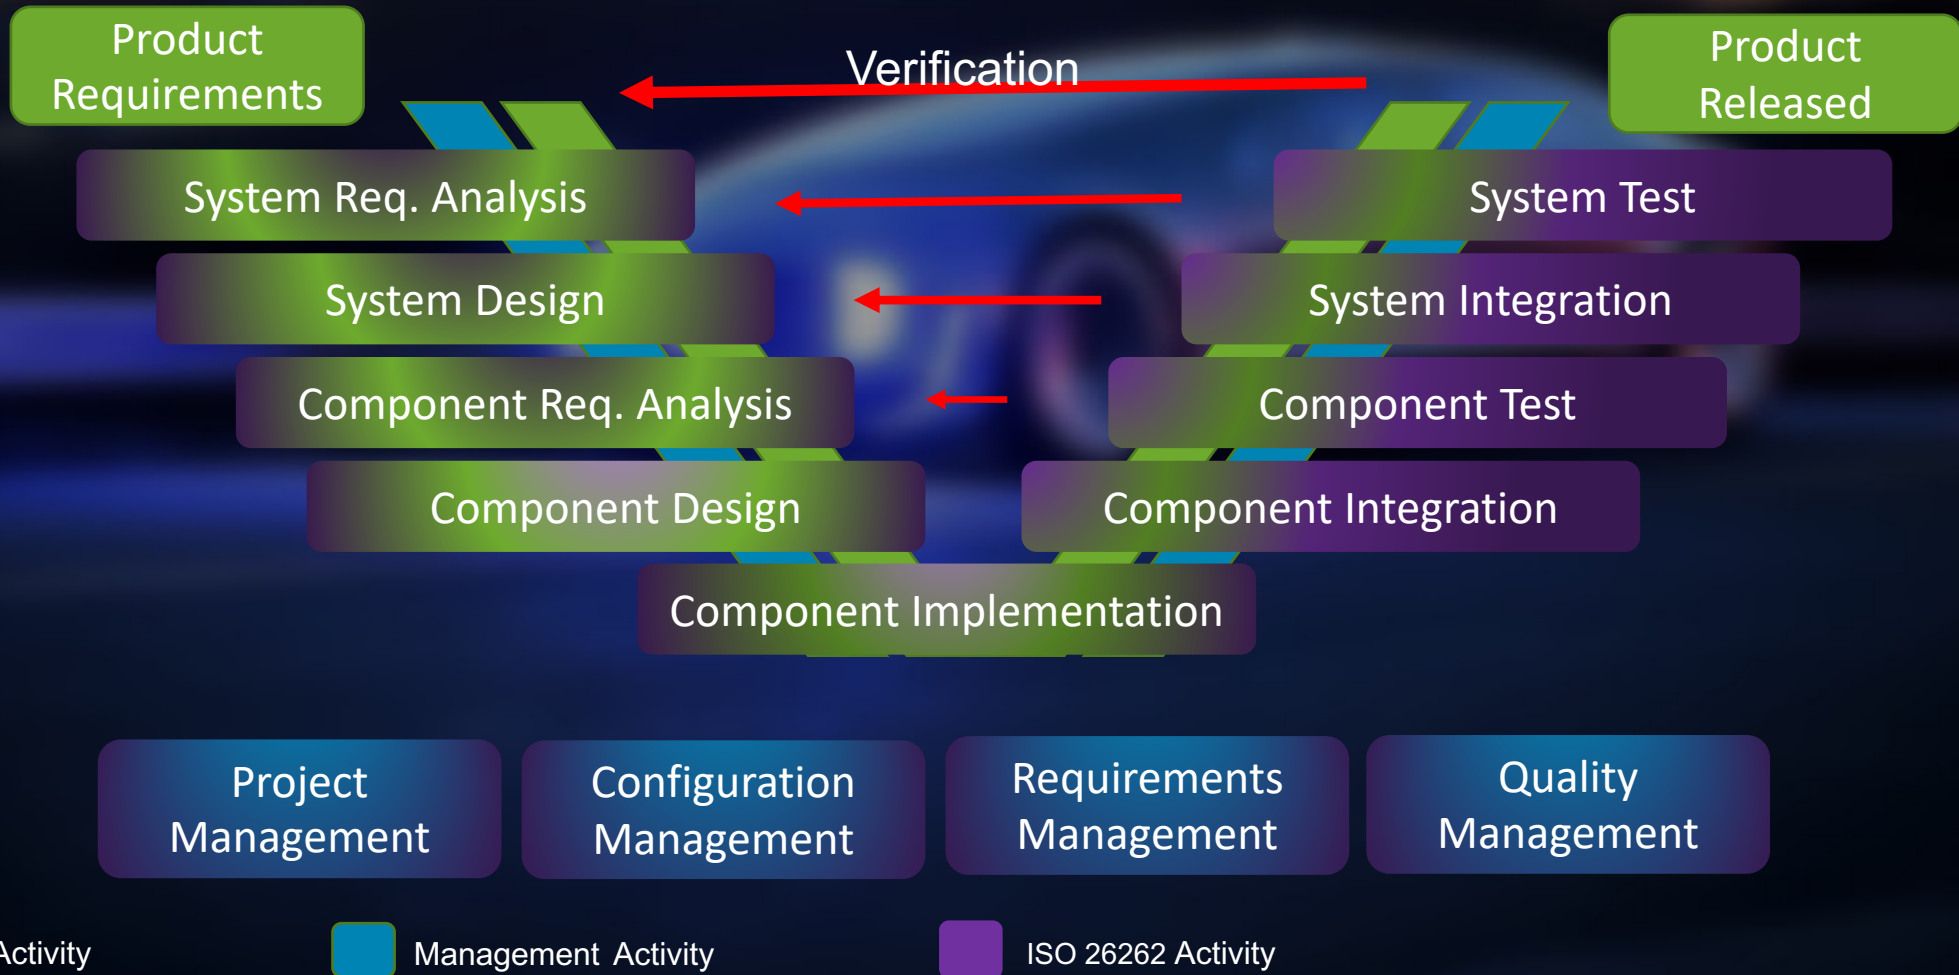 Product
Requirements
Verification
Product
Released
System Req. Analysis
System Test
System Design
System Integration
Component Req. Analysis
Component Test
Component Design
Component Integration
Component Implementation
Project
Management
Configuration
Management
Requirements
Management
Quality
Management
Activity
Management Activity
ISO 26262 Activity